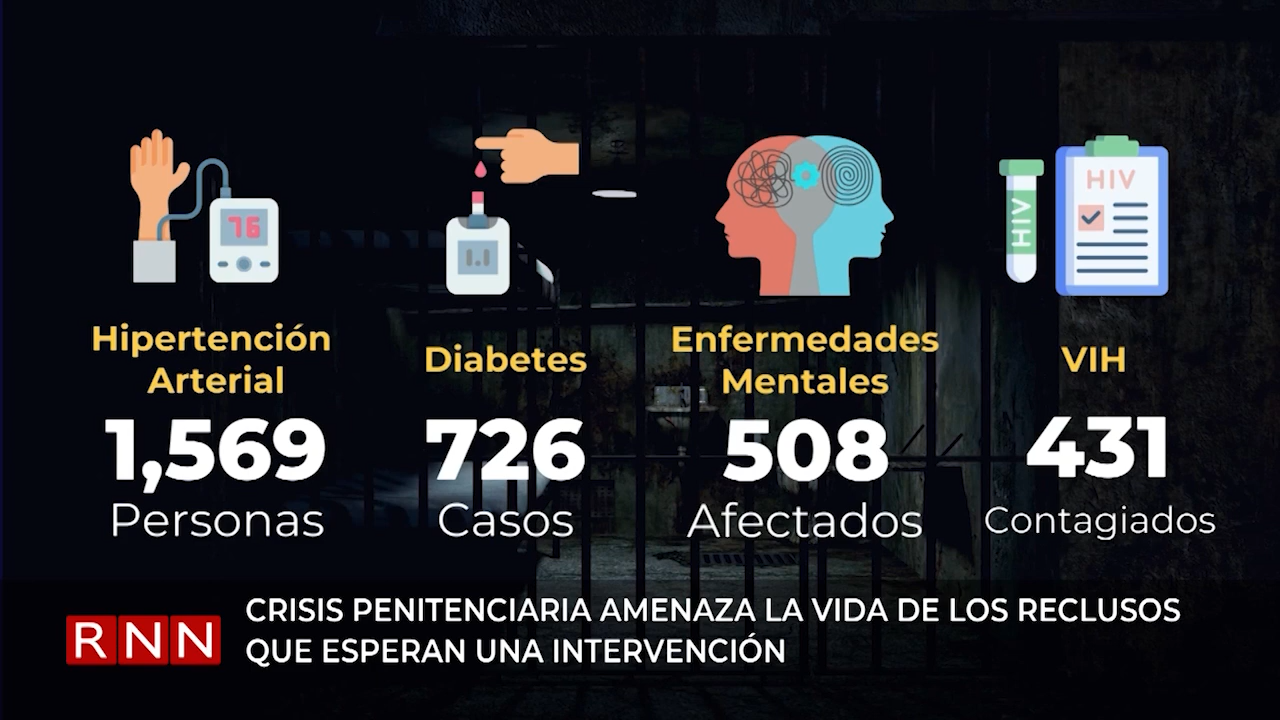 76
HIV
HIV
Hipertención
Arterial
1,569
Personas
Diabetes
726
Casos
Enfermedades
Mentales
508
Afectados
VIH
431
Contagiados
RNN
CRISIS PENITENCIARIA AMENAZA LA VIDA DE LOS RECLUSOS
QUE ESPERAN UNA INTERVENCIÓN